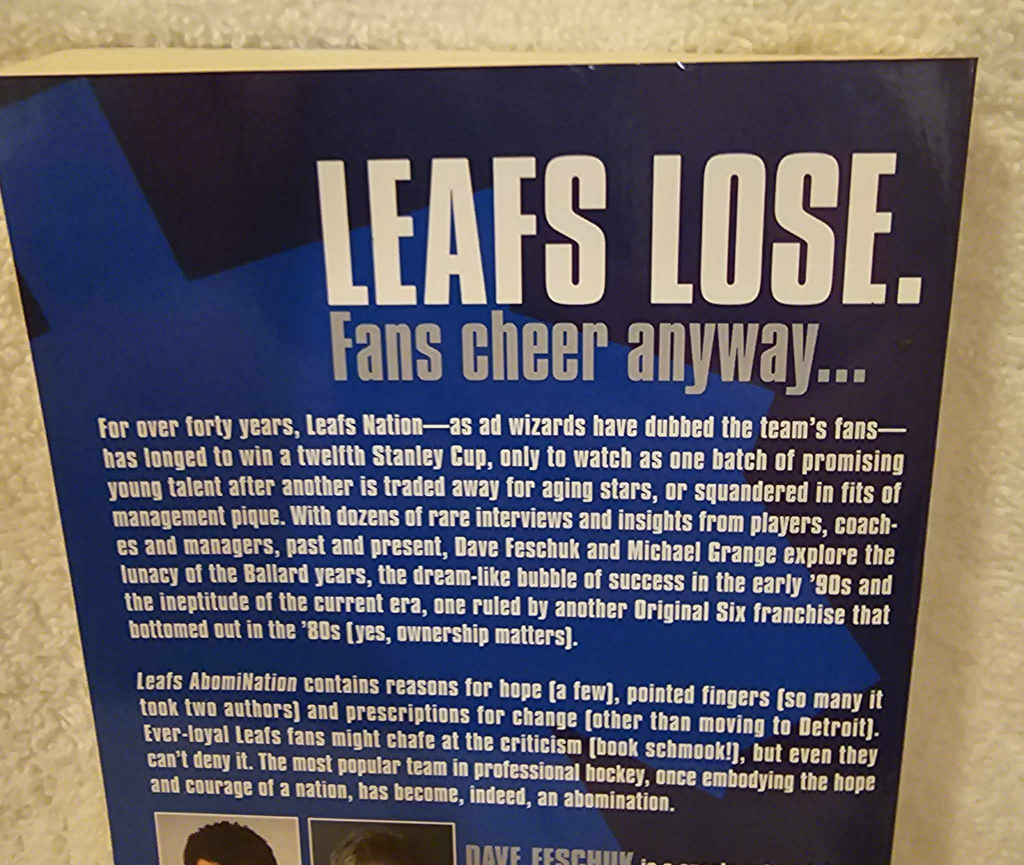 LEAFS LOSE.
Fans cheer anyway...
For over forty years, Leafs Nation—as ad wizards have dubbed the team's fans—
has longed to win a twelfth Stanley Cup, only to watch as one batch of promising
young talent after another is traded away for aging stars, or squandered in fits of
management pique. With dozens of rare interviews and insights from players, coach-
es and managers, past and present, Dave Feschuk and Michael Grange explore the
lunacy of the Ballard years, the dream-like bubble of success in the early '90s and
the ineptitude of the current era, one ruled by another Original Six franchise that
bottomed out in the '80s (yes, ownership matters).
Leafs AbomiNation contains reasons for hope (a few), pointed fingers (so many it
took two authors) and prescriptions for change (other than moving to Detroit).
Ever-loyal Leafs fans might chafe at the criticism (book schmook!), but even they
can't deny it. The most popular team in professional hockey, once embodying the hope
and courage of a nation, has become, indeed, an abomination.
DAVE FESCHUK is a